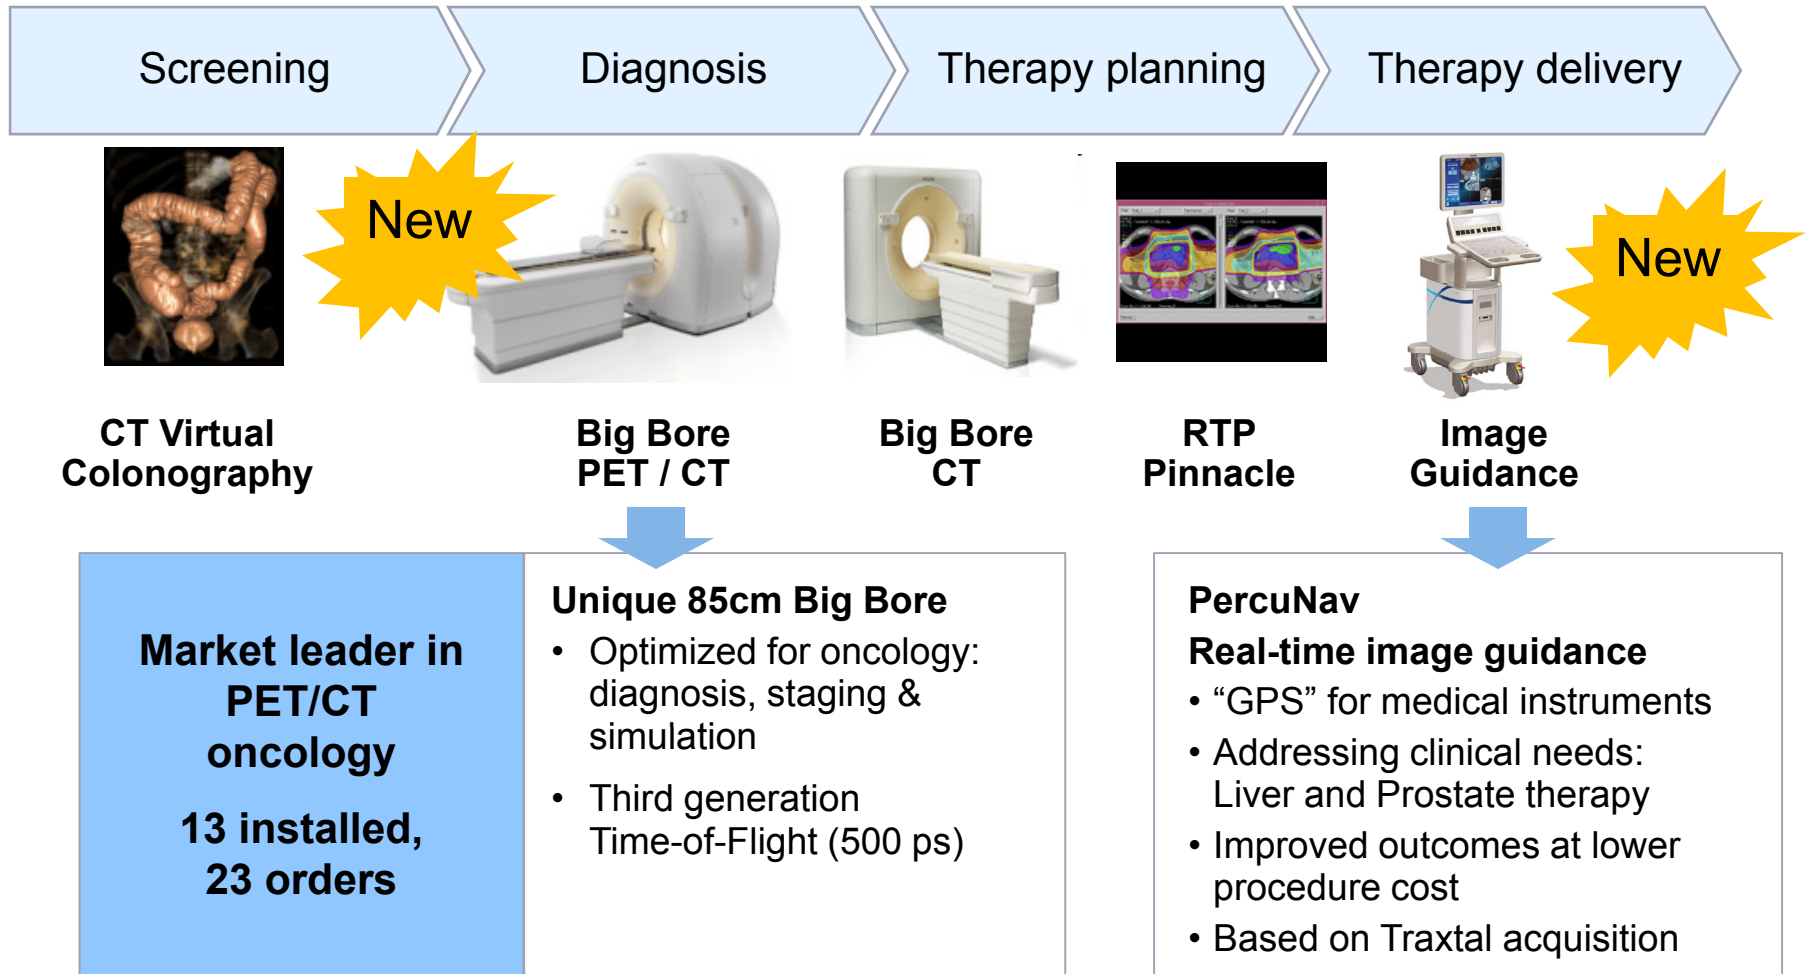 Screening
Diagnosis
Therapy planning
Therapy delivery
New
New
CT Virtual
Colonography
Big Bore
PET / CT
Big Bore
CT
RTP
Pinnacle
Image
Guidance
Market leader in
PET/CT
oncology
13 installed,
23 orders
Unique 85cm Big Bore
• Optimized for oncology:
diagnosis, staging &
simulation
• Third generation
Time-of-Flight (500 ps)
PercuNav
Real-time image guidance
• “GPS” for medical instruments
• Addressing clinical needs:
Liver and Prostate therapy
• Improved outcomes at lower
procedure cost
• Based on Traxtal acquisition